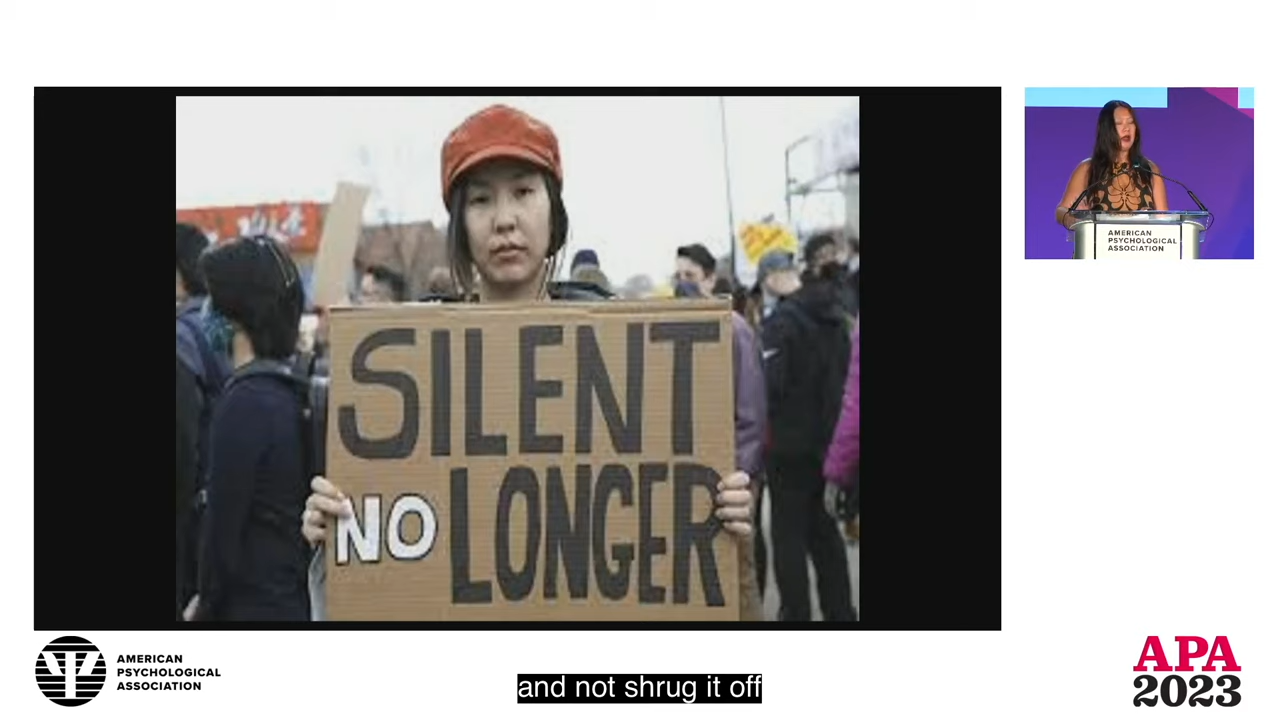 SILENT
NO LONGER
AMERICAN
PSYCHOLOGICAL
ASSOCIATION
AMERICAN
PSYCHOLOGICAL
ASSOCIATION
and not shrug it off
APA
2023